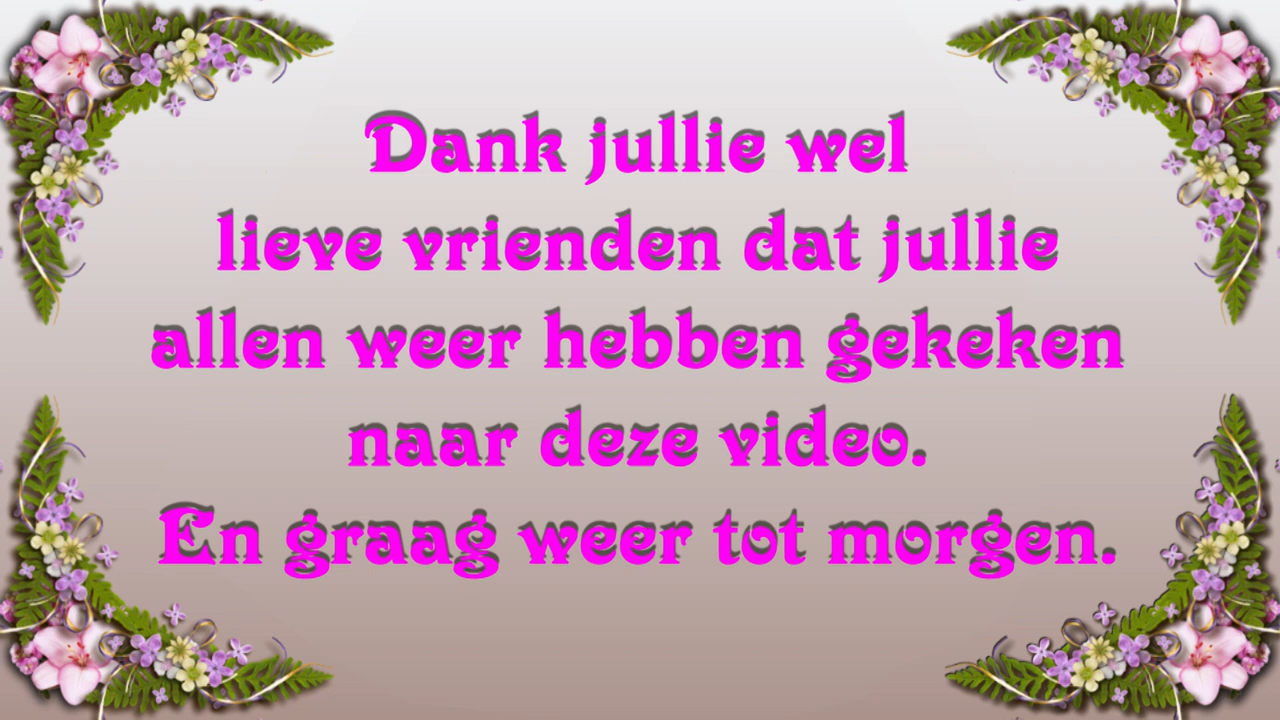 Dank jullie wel
lieve vrienden dat jullie
allen weer hebben gekeken
naar deze video.
En graag weer tot morgen.